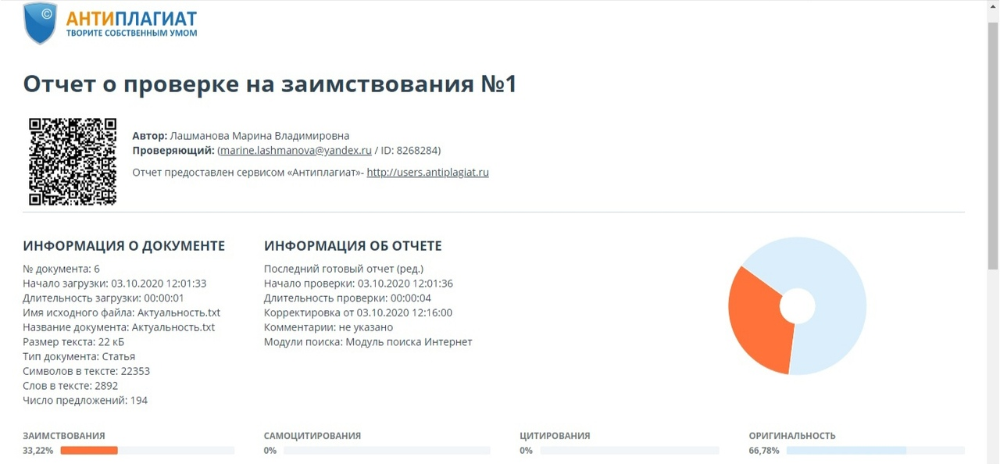 ©
АНТИПЛАГИАТ
ТВОРИТЕ СОБСТВЕННЫМ УМОМ
Отчет о проверке на заимствования №1
Автор: Лашманова Марина Владимировна
Проверяющий: (marine.lashmanova@yandex.ru / ID: 8268284)
Отчет предоставлен сервисом «Антиплагиат»- http://users.antiplagiat.ru
ИНФОРМАЦИЯ О ДОКУМЕНТЕ
№ документа: 6
Начало загрузки: 03.10.2020 12:01:33
Длительность загрузки: 00:00:01
Имя исходного файла: Актуальность.txt
Название документа: Актуальность.txt
Размер текста: 22 кБ
Тип документа: Статья
Символов в тексте: 22353
Слов в тексте: 2892
Число предложений: 194
ИНФОРМАЦИЯ ОБ ОТЧЕТЕ
Последний готовый отчет (ред.)
Начало проверки: 03.10.2020 12:01:36
Длительность проверки: 00:00:04
Корректировка от 03.10.2020 12:16:00
Комментарии: не указано
Модули поиска: Модуль поиска Интернет
ЗАИМСТВОВАНИЯ
33,22%
САМОЦИТИРОВАНИЯ
0%
ЦИТИРОВАНИЯ
0%
ОРИГИНАЛЬНОСТЬ
66,78%